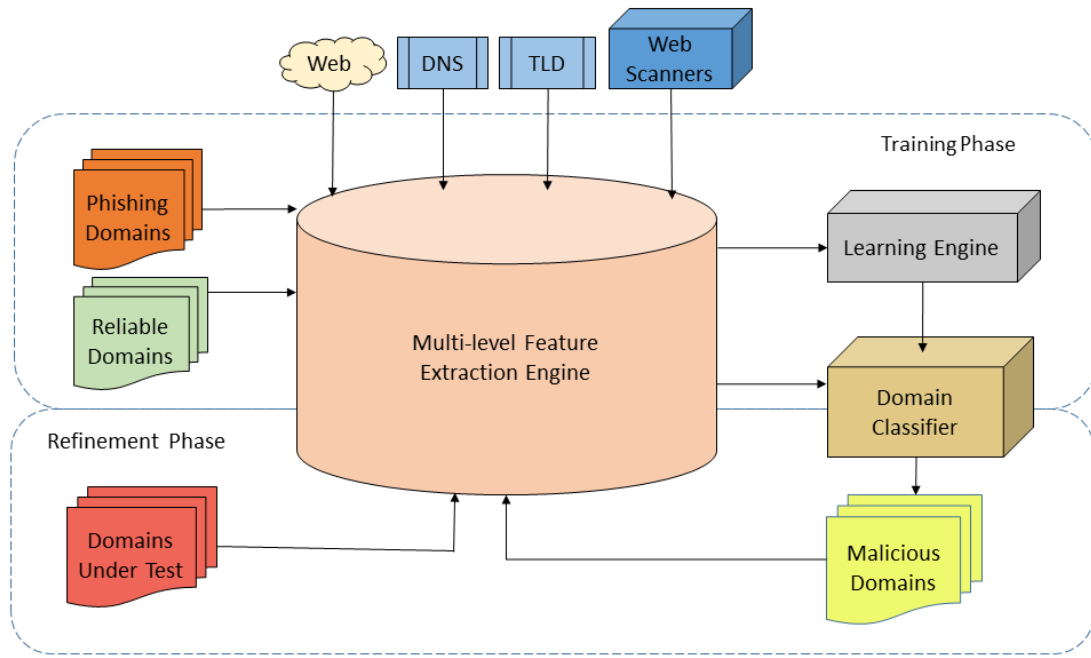 Web
DNS
TLD
Web
Scanners
Training Phase
Phishing
Domains
Learning Engine
Reliable
Domains
Multi-level Feature
Extraction Engine
Domain
Classifier
Refinement Phase
Domains
Under Test
Malicious
Domains